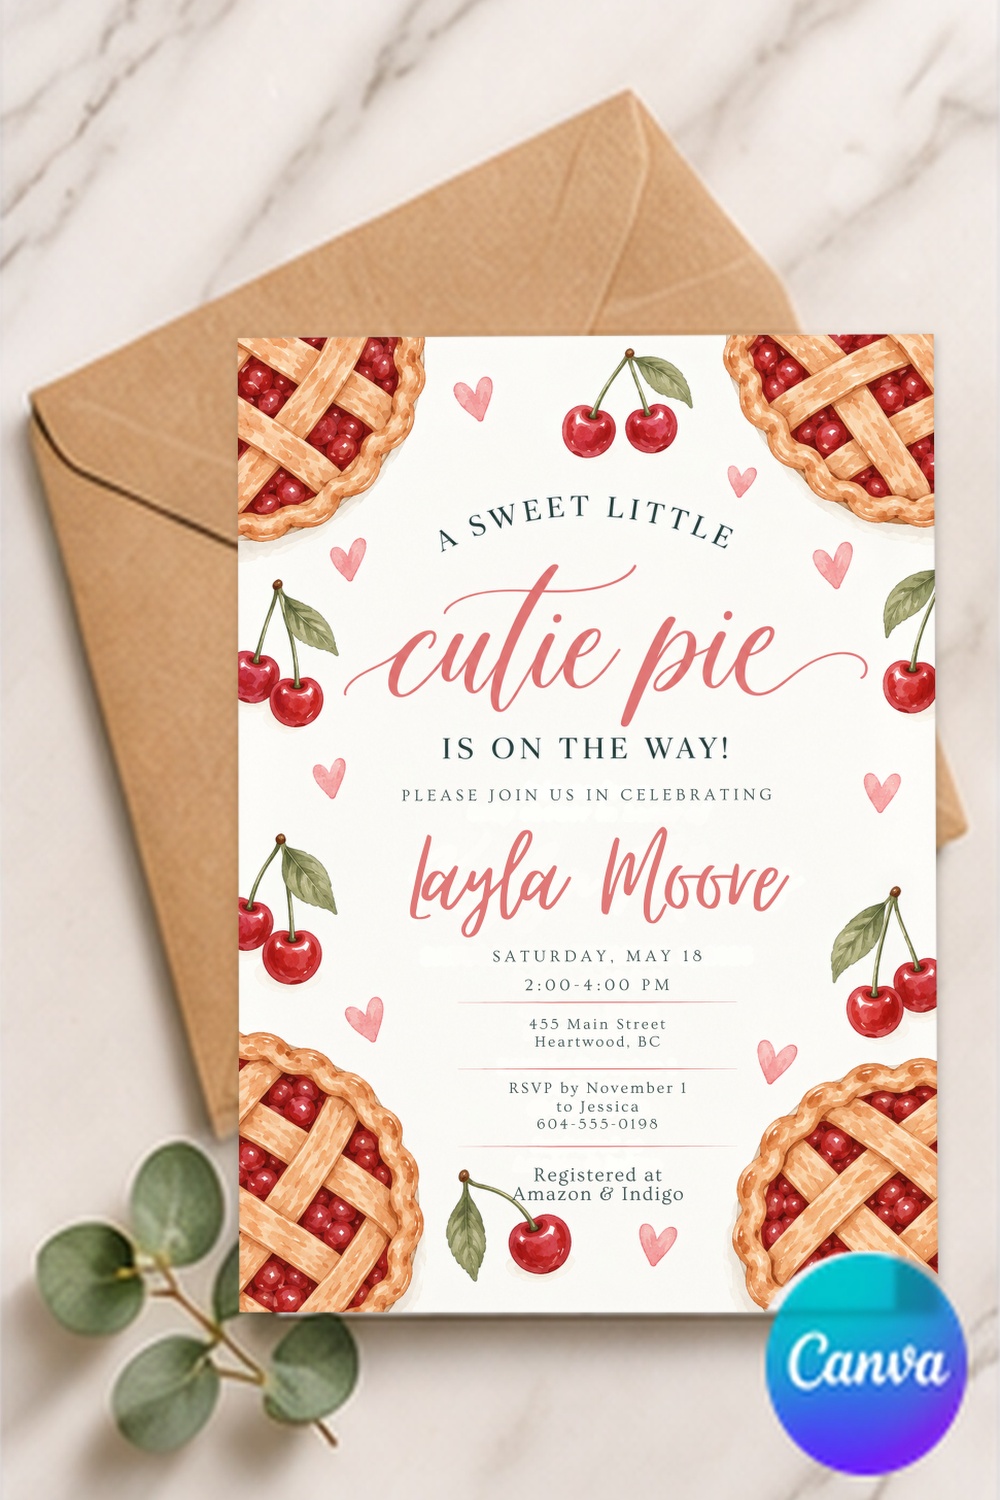 A SWEET LITTLE
cutie pie
IS ON THE WAY!
PLEASE JOIN US IN CELEBRATING
Layla Moore
SATURDAY, MAY 18
2:00-4:00 PM
455 Main Street
Heartwood, BC
RSVP by November 1
to Jessica
604-555-0198
Registered at
Amazon & Indigo
Canva